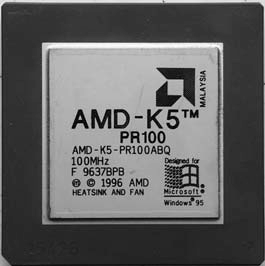 MALAYSIA
AMD-K5™
PR100
AMD-K5-PR100ABQ
100MHz
F 9637BPB
Ⓜ © 1996 AMD
HEATSINK AND FAN
Designed for
Microsoft®
Windows 95